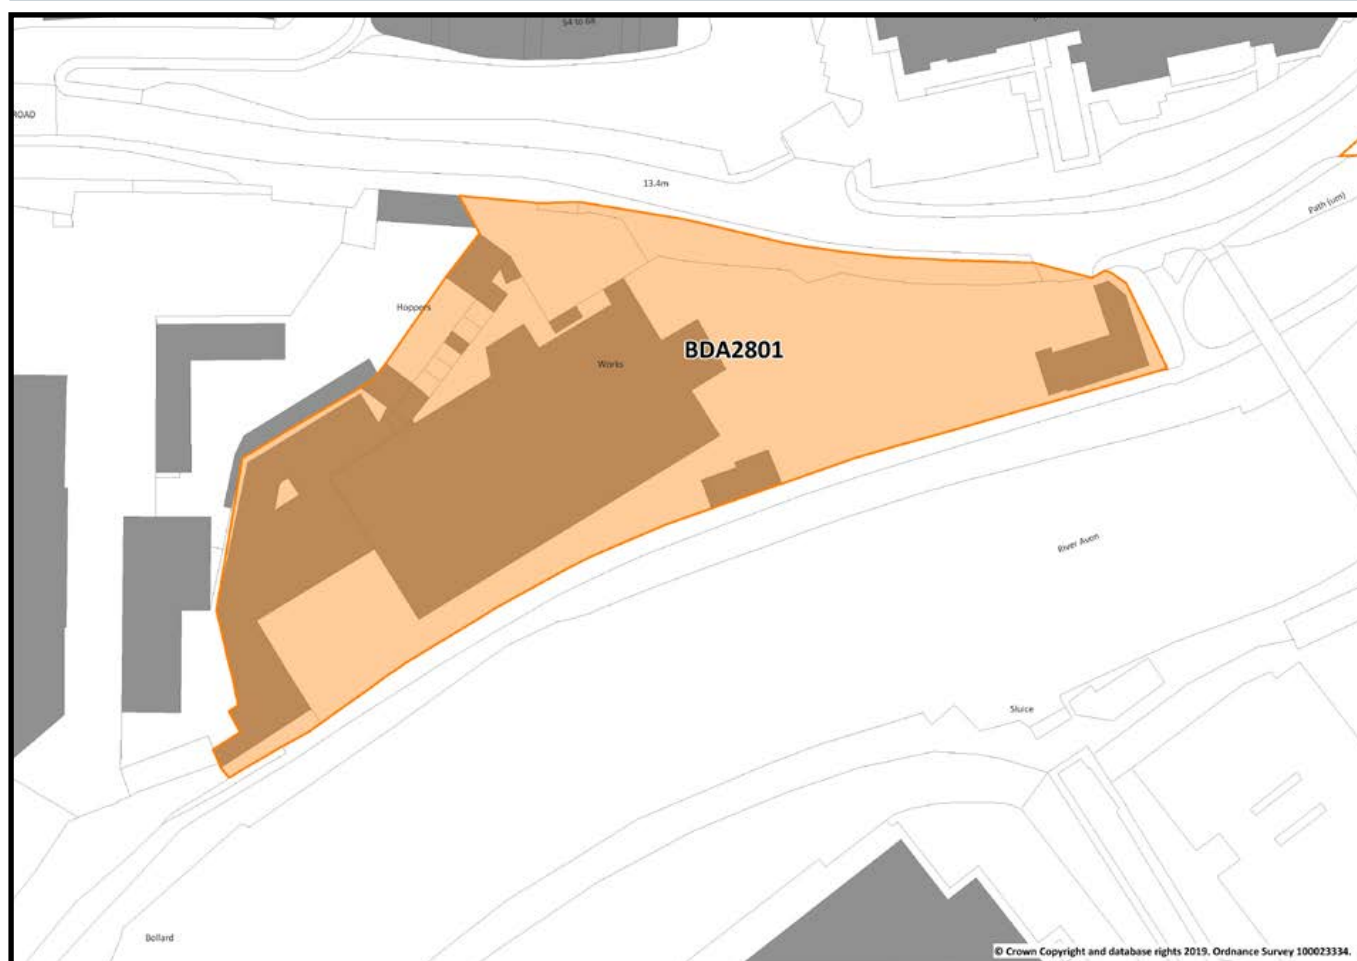 54 to 68
ROAD
13.4m
Path (um)
Hoppers
BDA2801
Works
River Avon
Sluice
Bollard
© Crown Copyright and database rights 2019. Ordnance Survey 100023334.